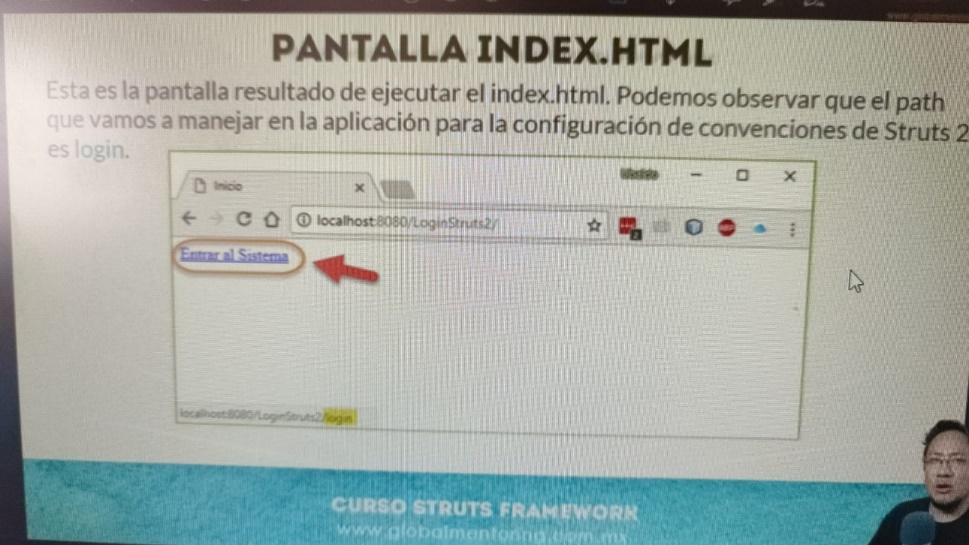 PANTALLA INDEX.HTML
Esta es la pantalla resultado de ejecutar el index.html. Podemos observar que el path
que vamos a manejar en la aplicación para la configuración de convenciones de Struts 2
es login.
Inicio
localhost:8080/LoginStruts2/
Entrar al Sistema
localhost:8080/LoginStruts2/login
CURSO STRUTS FRAMEWORK
www.globalmentoring.com.mx